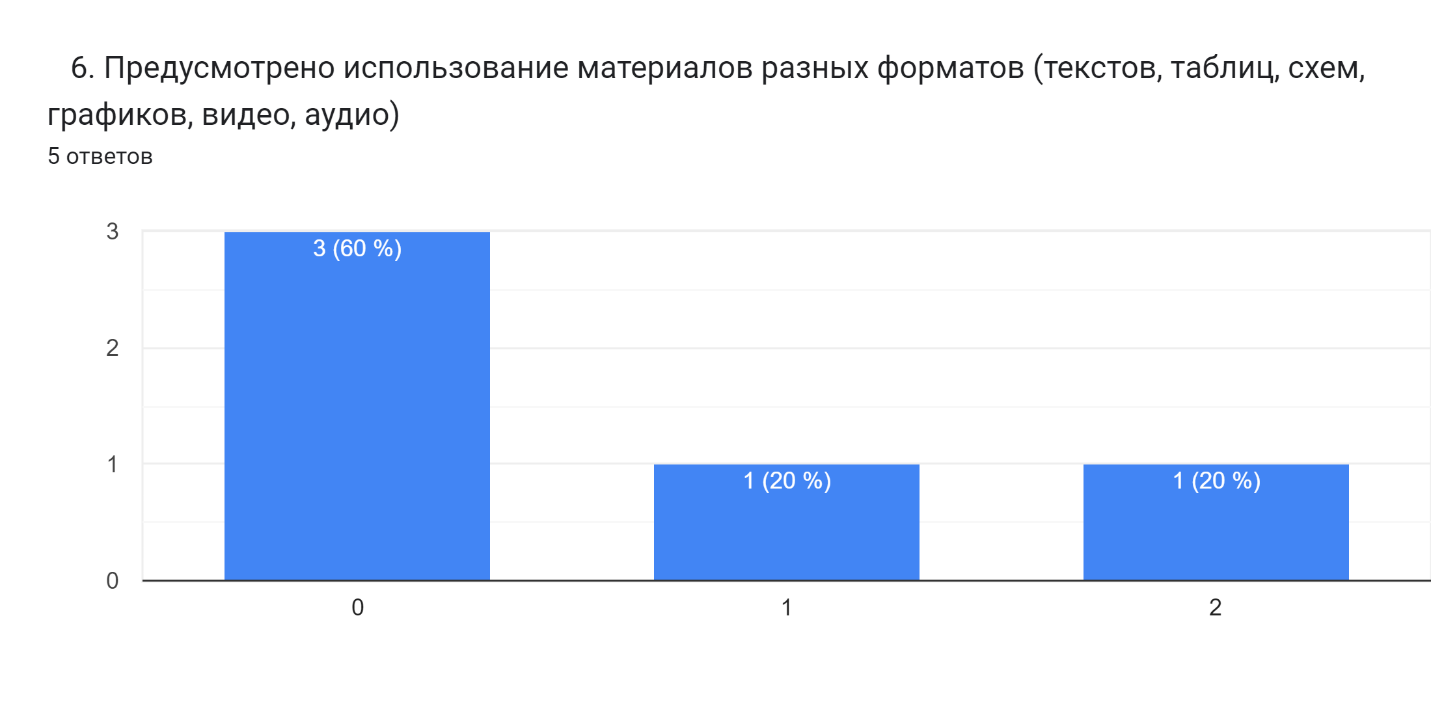 6. Предусмотрено использование материалов разных форматов (текстов, таблиц, схем,
графиков, видео, аудио)
5 ответов
3
3 (60 %)
2
1
1 (20 %)
1 (20 %)
0
0
1
2